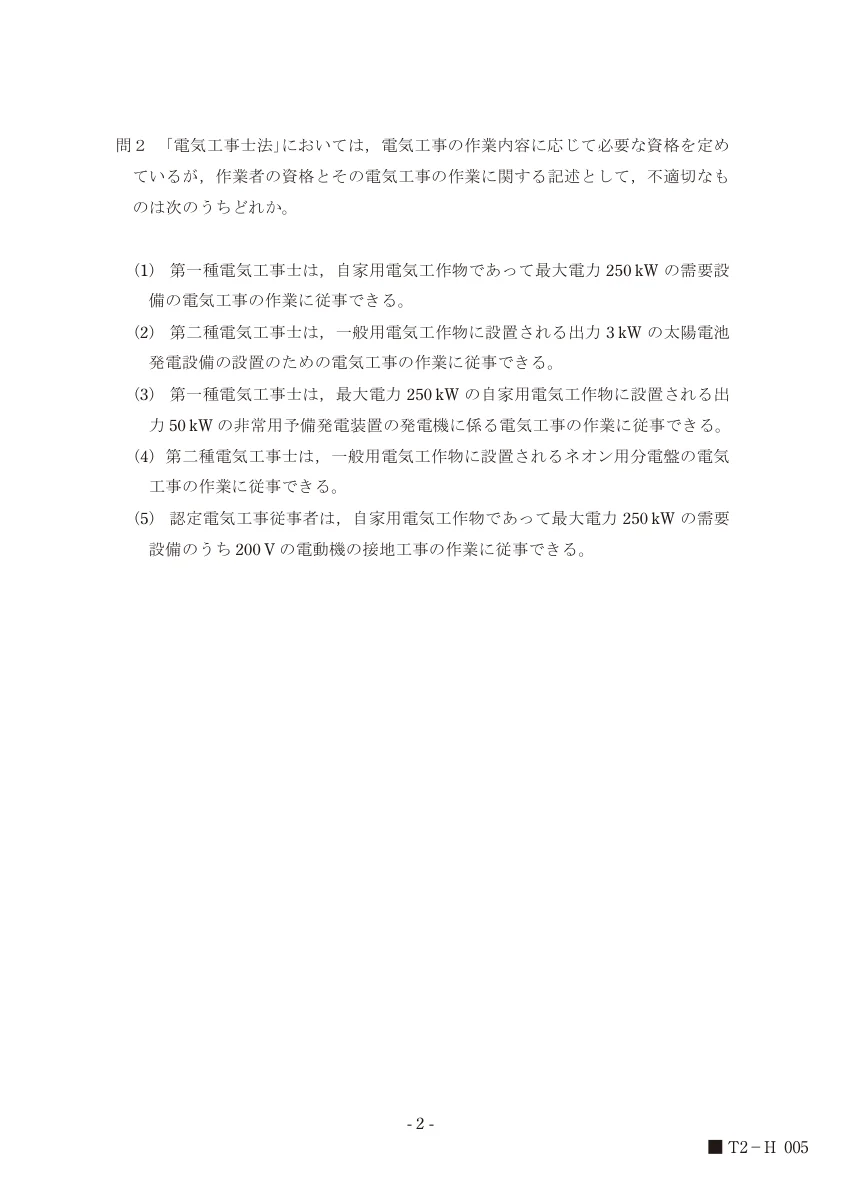 問2 「電気工事士法」においては，電気工事の作業内容に応じて必要な資格を定め
ているが，作業者の資格とその電気工事の作業に関する記述として，不適切なも
のは次のうちどれか。
(1) 第一種電気工事士は，自家用電気工作物であって最大電力 250 kW の需要設
備の電気工事の作業に従事できる。
(2) 第二種電気工事士は，一般用電気工作物に設置される出力 3 kW の太陽電池
発電設備の設置のための電気工事の作業に従事できる。
(3) 第一種電気工事士は，最大電力 250 kW の自家用電気工作物に設置される出
力 50 kW の非常用予備発電装置の発電機に係る電気工事の作業に従事できる。
(4) 第二種電気工事士は，一般用電気工作物に設置されるネオン用分電盤の電気
工事の作業に従事できる。
(5) 認定電気工事従事者は，自家用電気工作物であって最大電力 250 kW の需要
設備のうち 200 V の電動機の接地工事の作業に従事できる。
- 2 -
■ T2－H 005